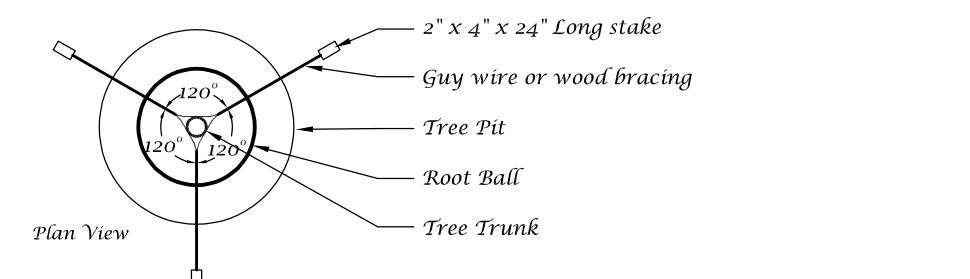 2" x 4" x 24" Long stake
Guy wire or wood bracing
120°
Tree Pit
120° 120°
Root Ball
Tree Trunk
Plan View